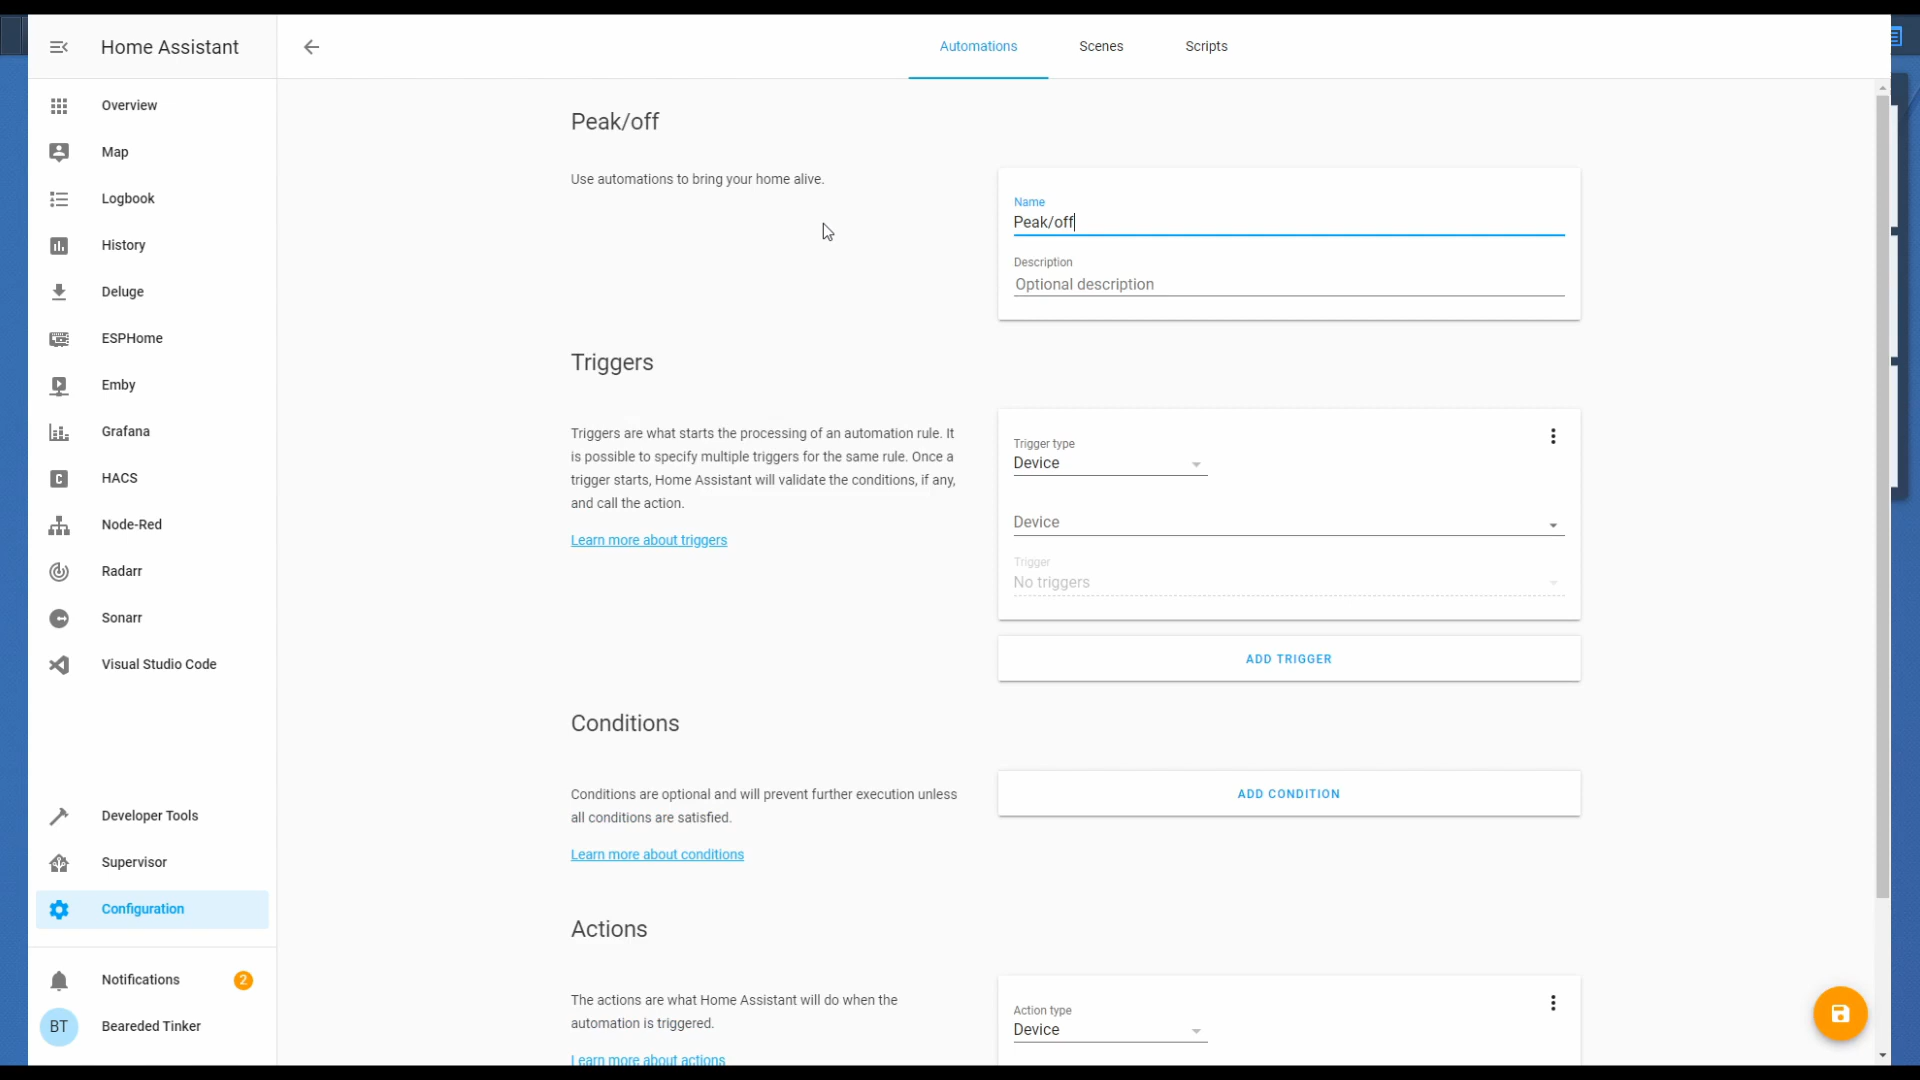 Home Assistant
Automations
Scenes
Scripts
Overview
Map
Logbook
History
Deluge
ESPHome
Emby
Grafana
HACS
Node-Red
Radarr
Sonarr
Visual Studio Code
Developer Tools
Supervisor
Configuration
Notifications
2
BT
Beareded Tinker
Peak/off
Use automations to bring your home alive.
Name
Peak/off
Description
Optional description
Triggers
Triggers are what starts the processing of an automation rule. It
is possible to specify multiple triggers for the same rule. Once a
trigger starts, Home Assistant will validate the conditions, if any,
and call the action.
Learn more about triggers
Trigger type
Device
Device
Trigger
No triggers
ADD TRIGGER
Conditions
Conditions are optional and will prevent further execution unless
all conditions are satisfied.
Learn more about conditions
ADD CONDITION
Actions
The actions are what Home Assistant will do when the
automation is triggered.
Learn more about actions
Action type
Device